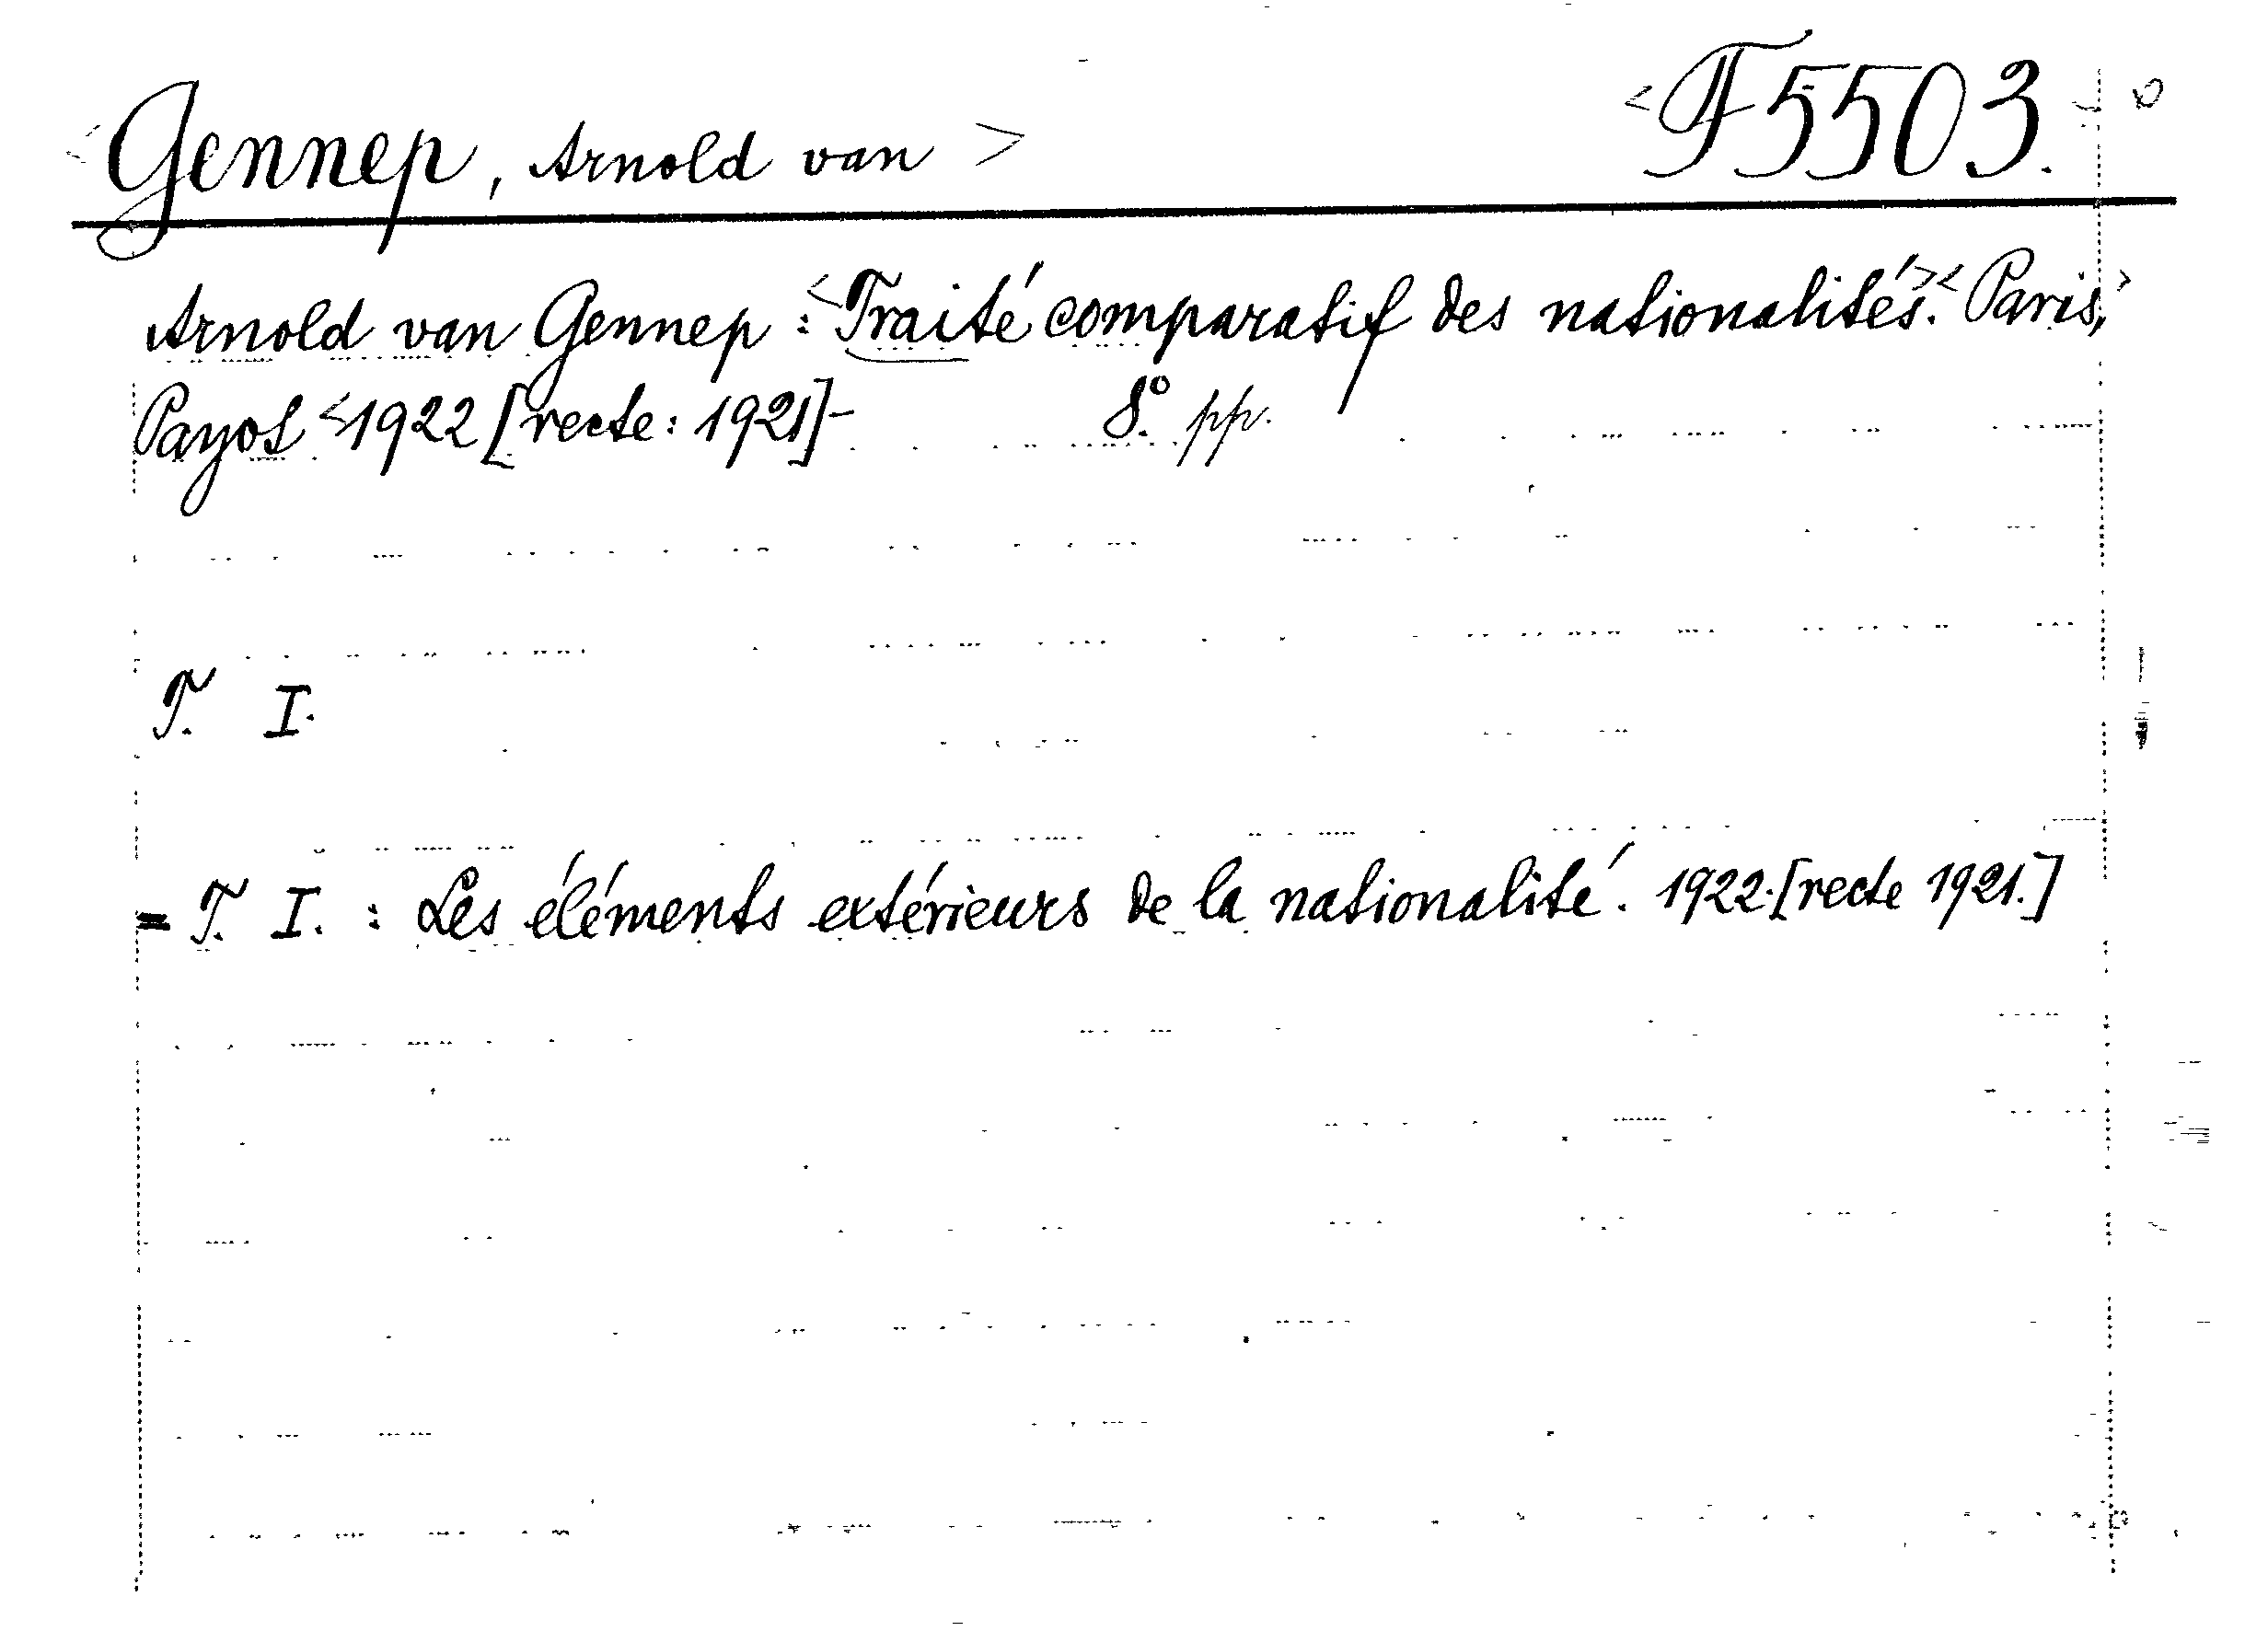 <Gennep, Arnold van> <F 5503.
Arnold van Gennep : <Traité comparatif des nationalités.> <Paris,>
Payot <1922 [recte: 1921]- 8° pp.
T. I.
= T. I. : Les éléments extérieurs de la nationalité. 1922.[recte 1921.]